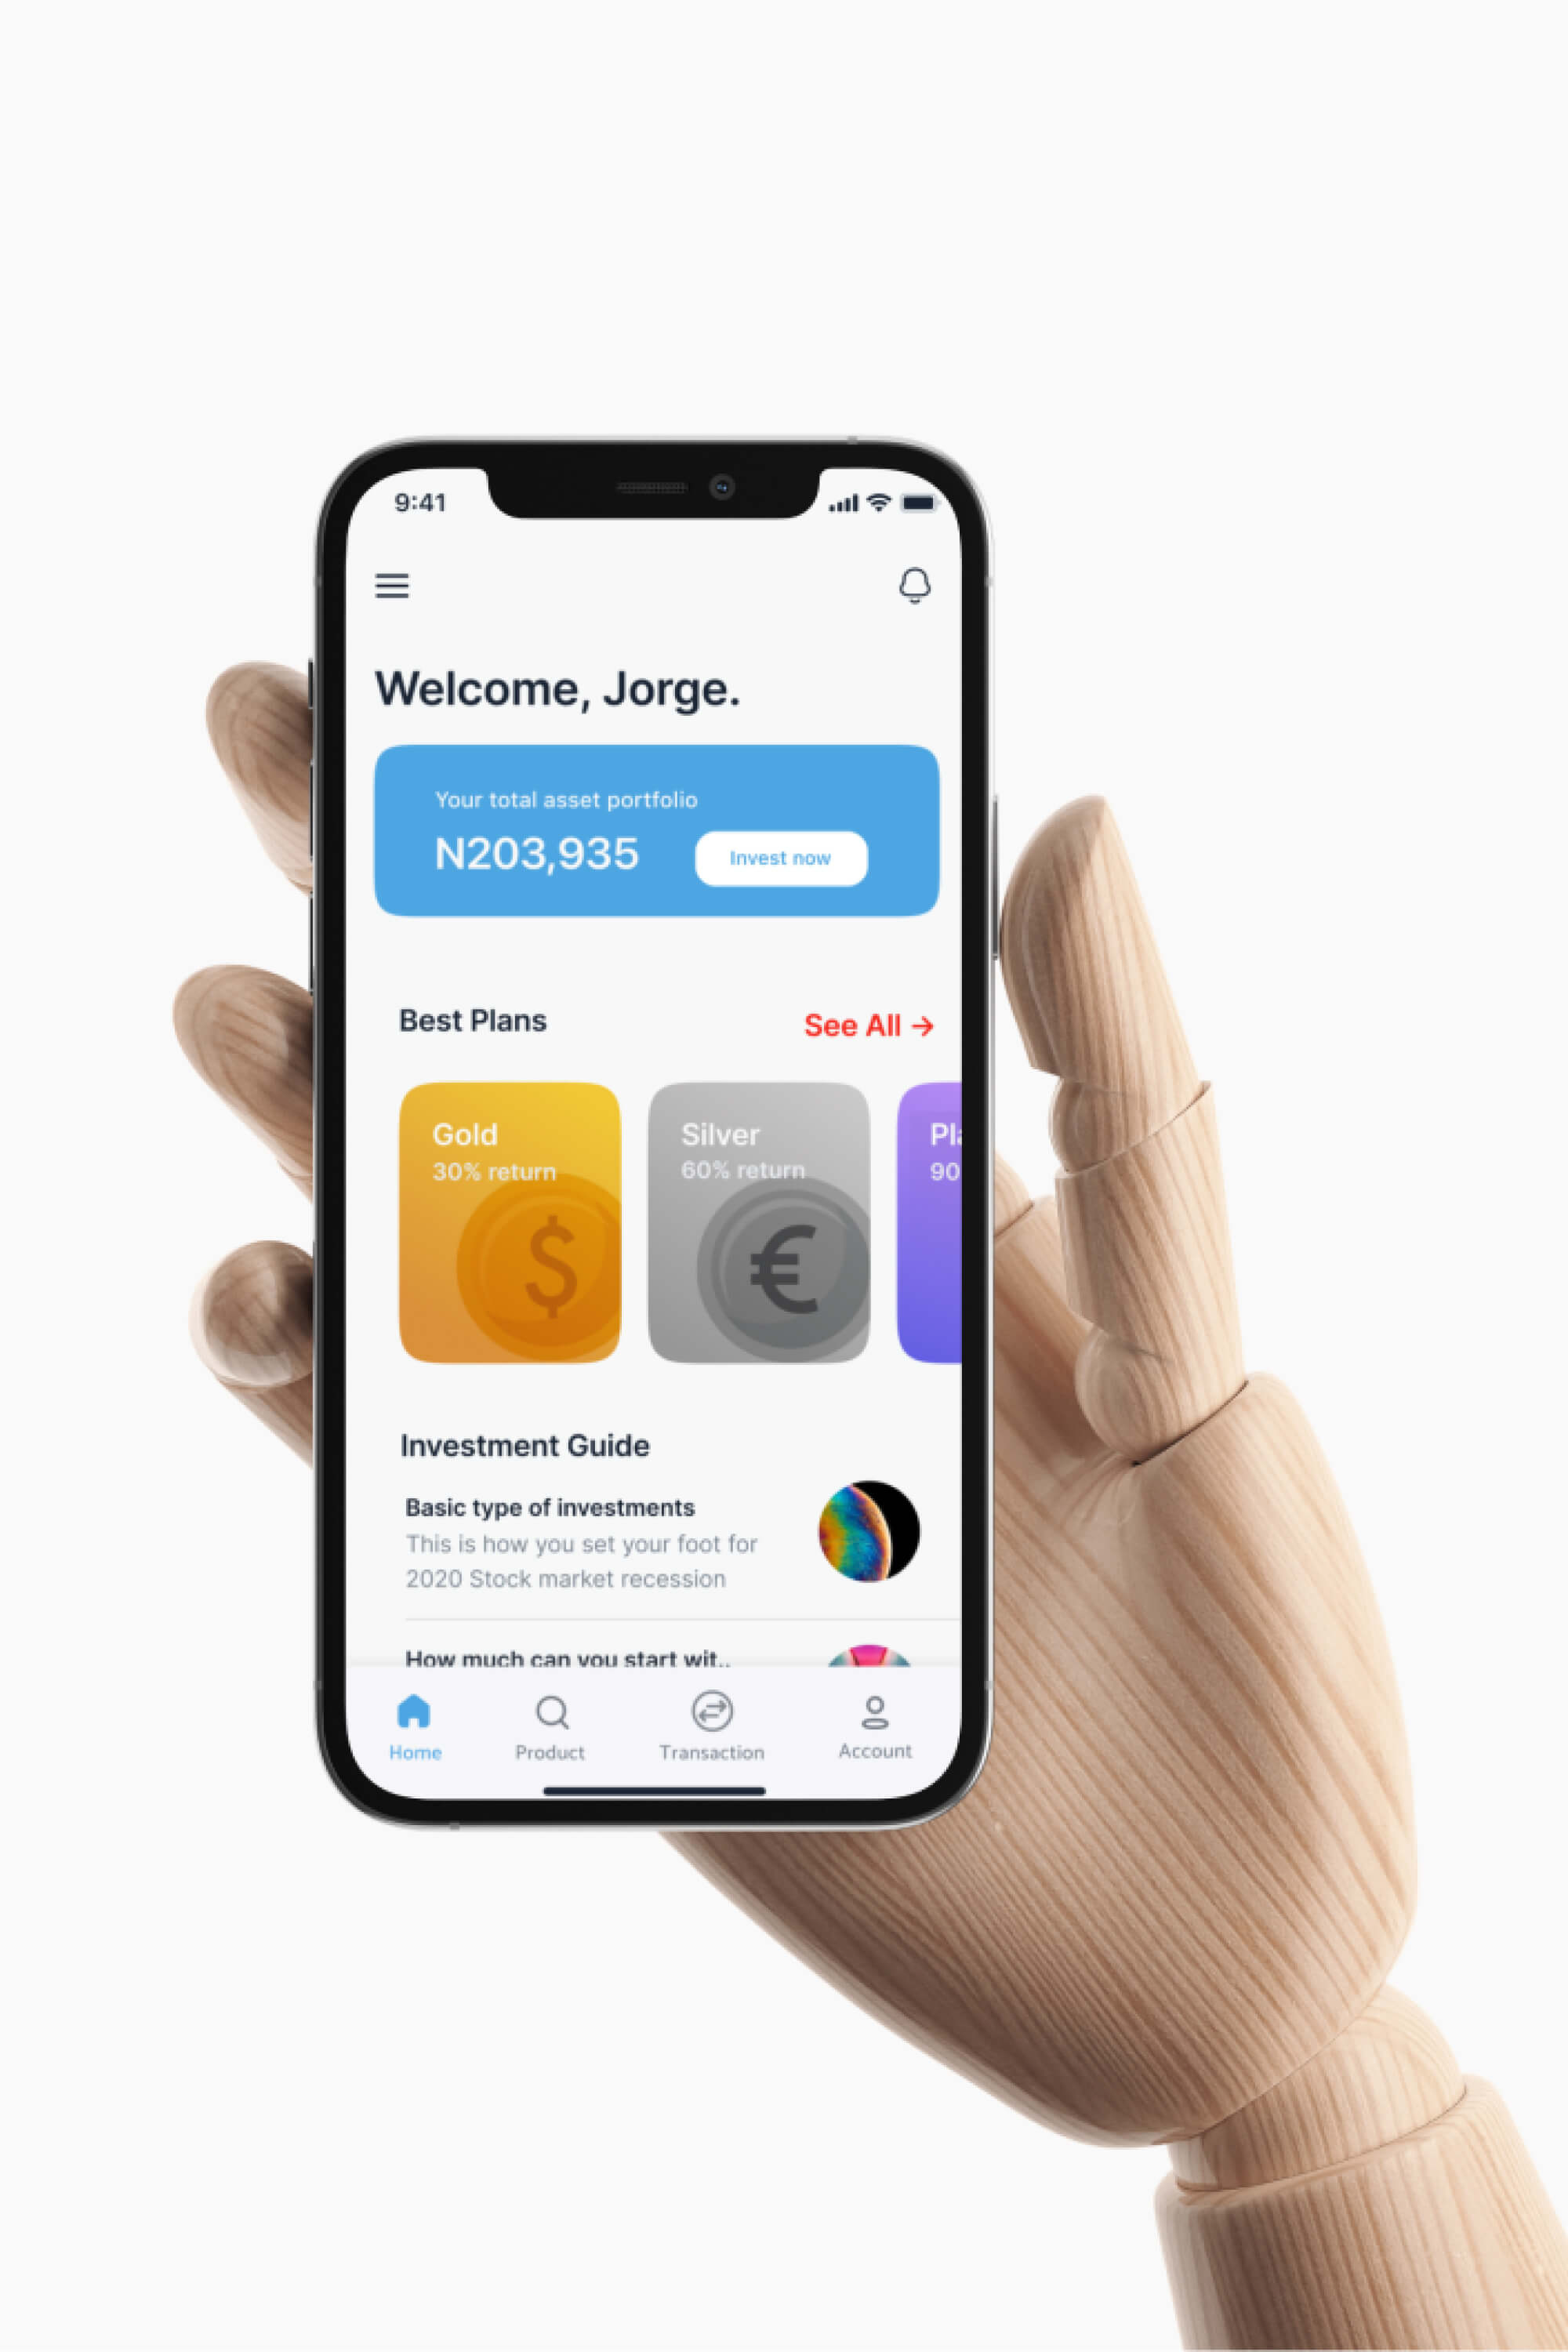 9:41
Welcome, Jorge.
Your total asset portfolio
N203,935
Invest now
Best Plans
See All →
Gold
30% return
Silver
60% return
Pl
90
Investment Guide
Basic type of investments
This is how you set your foot for
2020 Stock market recession
How much can you start wit..
Home
Product
Transaction
Account